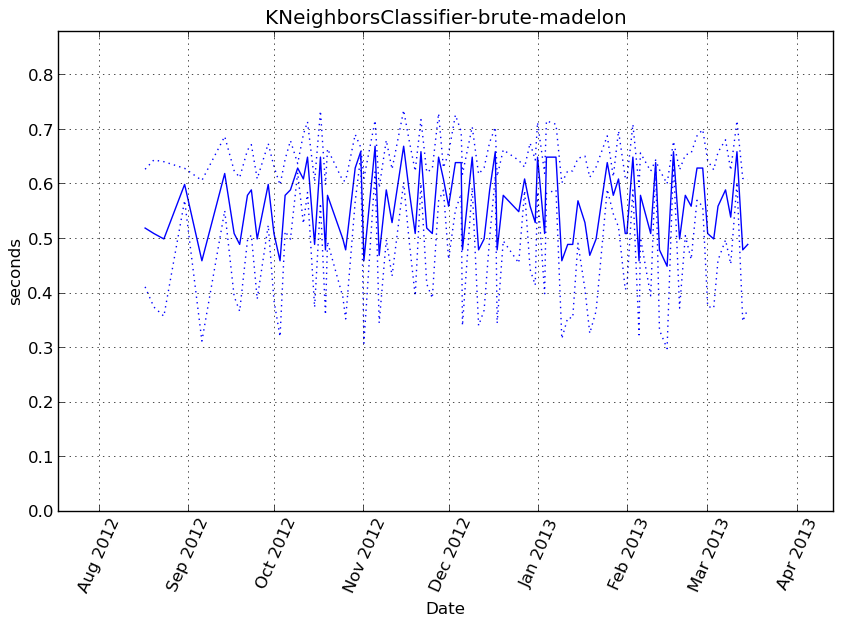 KNeighborsClassifier-brute-madelon
0.8
0.7
0.6
0.5
0.4
0.3
0.2
0.1
0.0
seconds
Aug 2012
Sep 2012
Oct 2012
Nov 2012
Dec 2012
Jan 2013
Feb 2013
Mar 2013
Apr 2013
Date